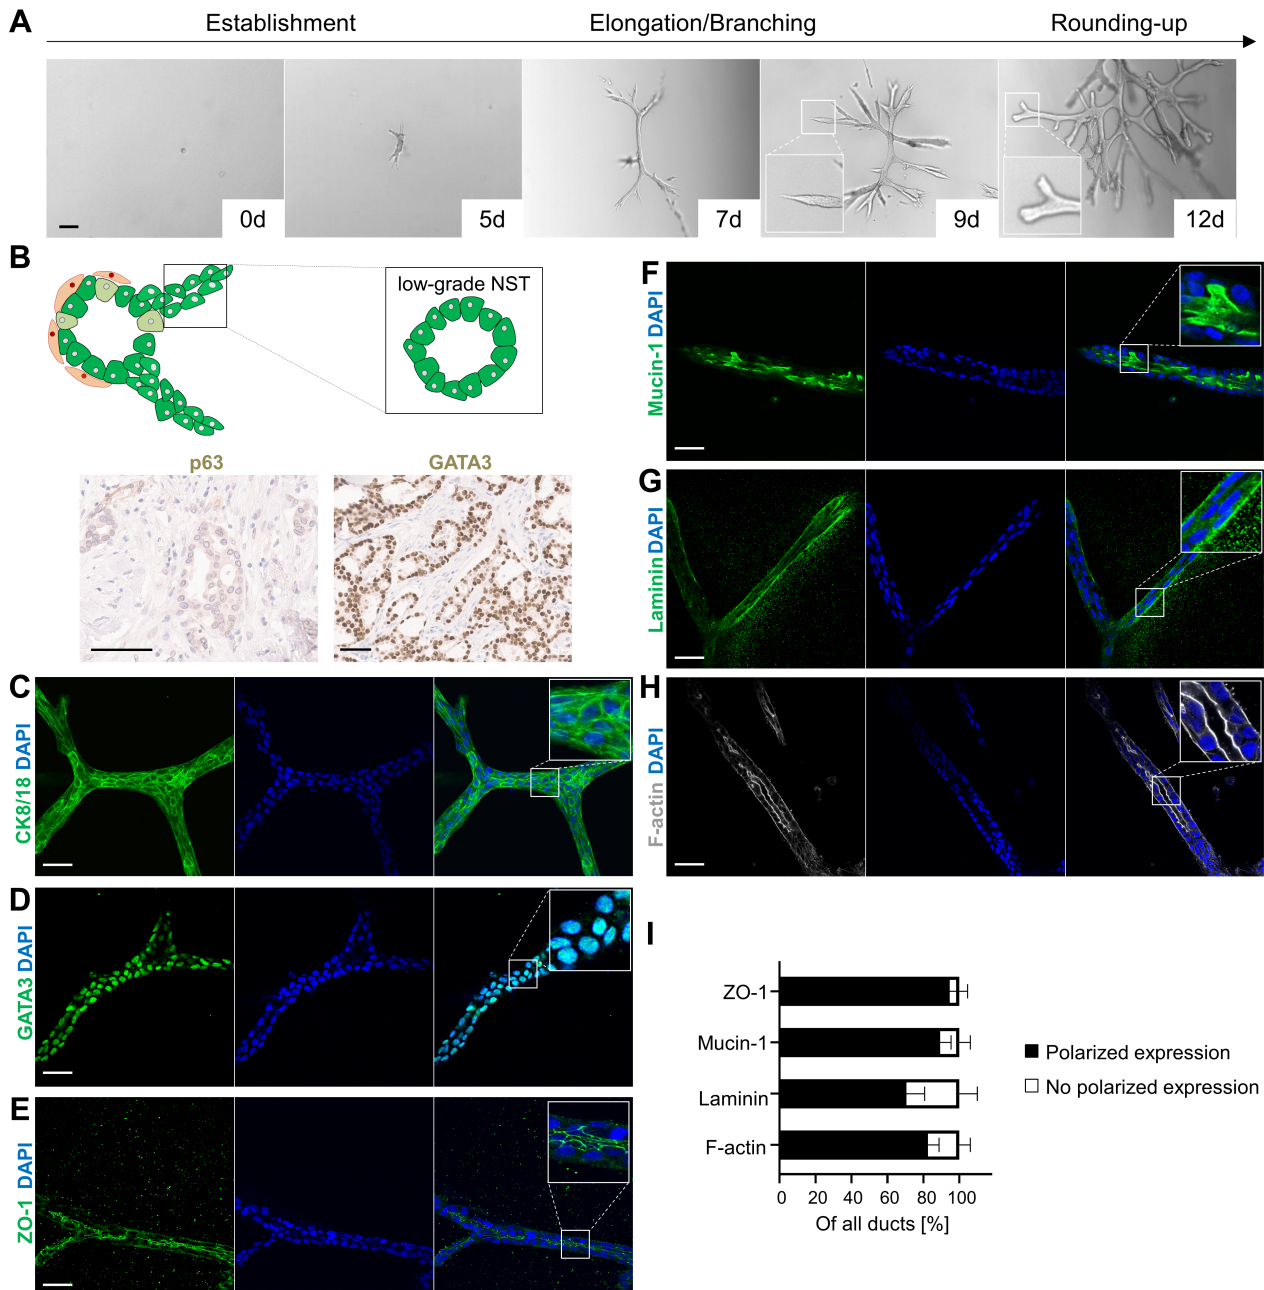 A
Establishment
Elongation/Branching
Rounding-up
0d
5d
7d
9d
12d
B
low-grade NST
p63
GATA3
C
CK8/18 DAPI
D
GATA3 DAPI
E
ZO-1 DAPI
F
Mucin-1 DAPI
G
Laminin DAPI
H
F-actin DAPI
I
ZO-1
Mucin-1
Laminin
F-actin
0 20 40 60 80 100
Of all ducts [%]
Polarized expression
No polarized expression